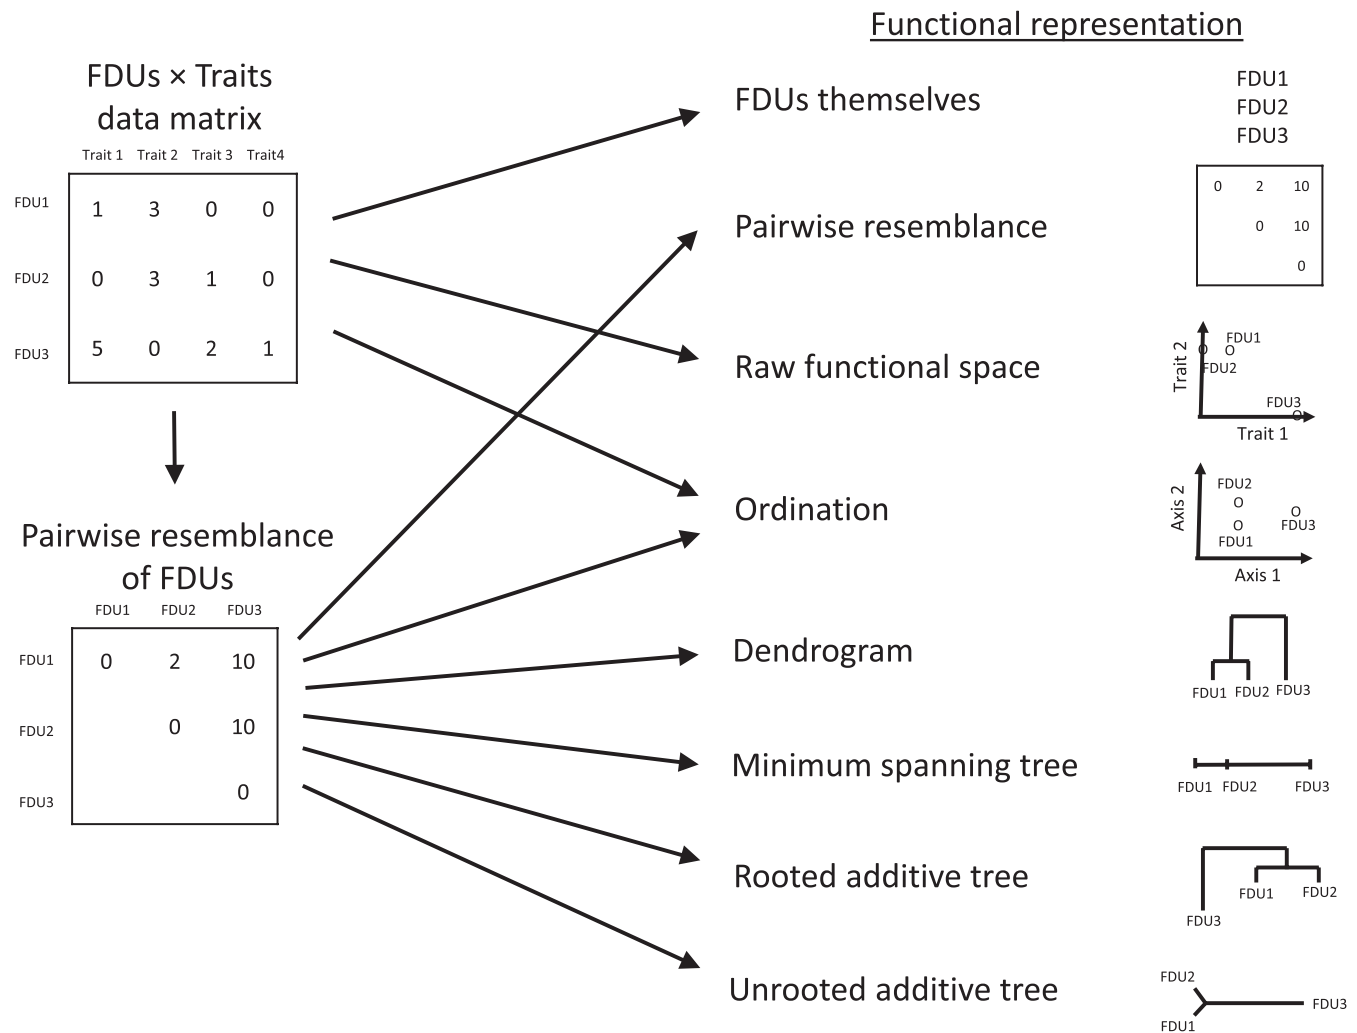 Functional representation
FDUs × Traits
data matrix
Trait 1 Trait 2 Trait 3 Trait4
FDU1 1 3 0 0
FDU2 0 3 1 0
FDU3 5 0 2 1
Pairwise resemblance
of FDUs
FDU1 FDU2 FDU3
FDU1 0 2 10
FDU2 0 10
FDU3 0
FDUs themselves
FDU1
FDU2
FDU3
Pairwise resemblance
0 2 10
0 10
0
Raw functional space
Trait 2
FDU1
FDU2
FDU3
Trait 1
Ordination
Axis 2
FDU2
FDU3
FDU1
Axis 1
Dendrogram
FDU1 FDU2 FDU3
Minimum spanning tree
FDU1 FDU2 FDU3
Rooted additive tree
FDU1 FDU2
FDU3
Unrooted additive tree
FDU2
FDU3
FDU1